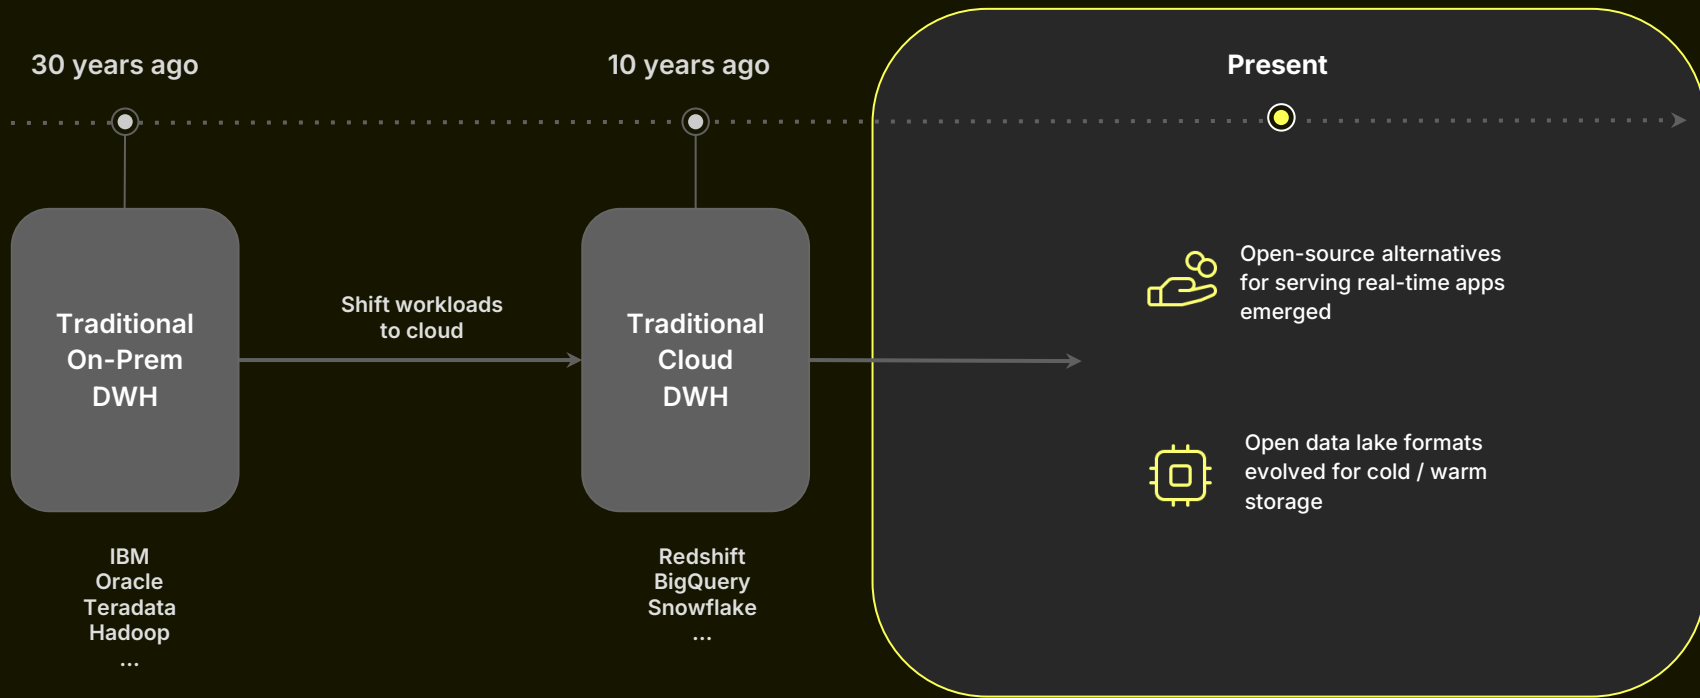 30 years ago
10 years ago
Present
Traditional
On-Prem
DWH
Shift workloads
to cloud
Traditional
Cloud
DWH
Open-source alternatives
for serving real-time apps
emerged
Open data lake formats
evolved for cold / warm
storage
IBM
Oracle
Teradata
Hadoop
...
Redshift
BigQuery
Snowflake
...